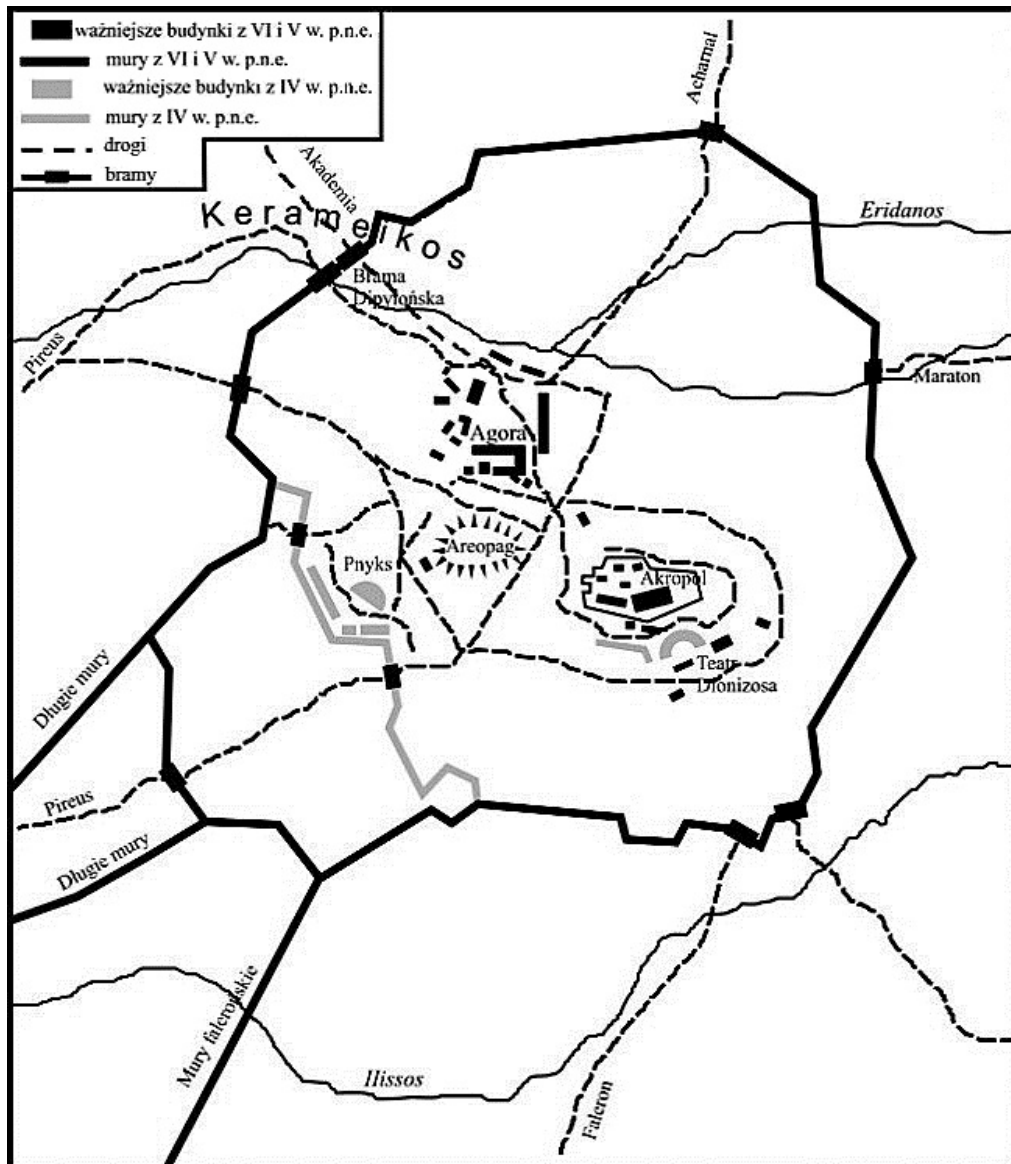 ważniejsze budynki z VI i V w. p.n.e.
mury z VI i V w. p.n.e.
ważniejsze budynki z IV w. p.n.e.
mury z IV w. p.n.e.
drogi
bramy
Acharnai
Akademia
Kerameikos
Eridanos
Brama
Dipylońska
Pireus
Maraton
Agora
Pnyks
Areopag
Akropol
Teatr
Dionizosa
Długie mury
Pireus
Długie mury
Mury falerońskie
Ilissos
Faleron